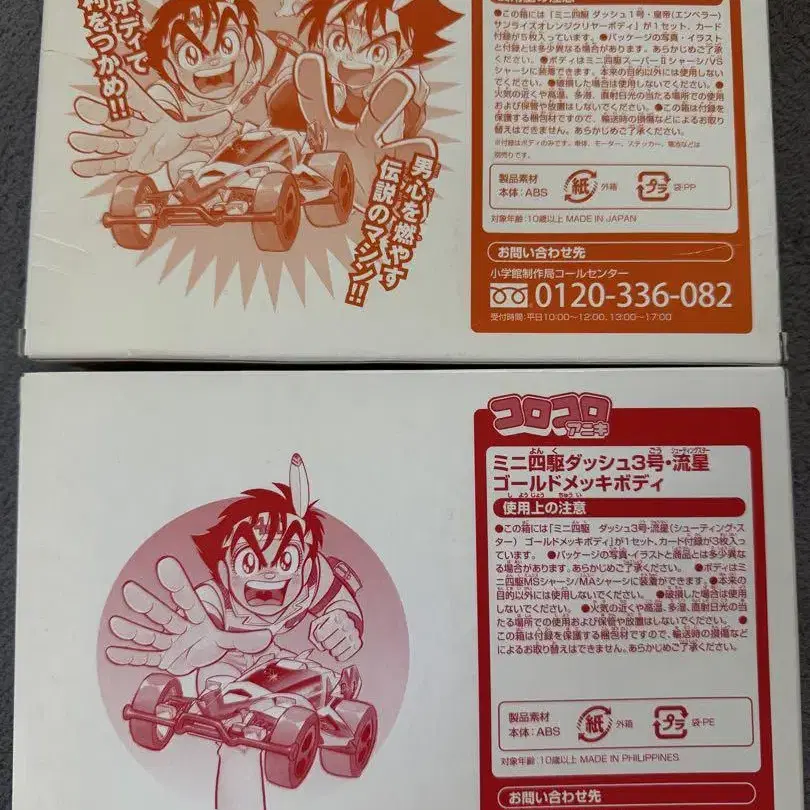 ボディで
をつかめ!!
男心を燃やす
伝説のマシン!!
●この箱には「ミニ四駆 ダッシュ1号・皇帝(エンペラー)
サンライズオレンジクリヤーボディ」が1セット、カード
付録が5枚入っています。●パッケージの写真・イラスト
と付録とは多少異なる場合があります。あらかじめご了承
ください。●ボディはミニ四駆スーパーⅡシャーシ/VS
シャーシに装着できます。本来の目的以外には使用しない
でください。●破損した場合は使用しないでください。●
火気の近くや高温、多湿、直射日光の当たる場所での使用
および保管や放置はしないでください。●この箱は付録を
保護する梱包材ですので、輸送時の損傷などによるお取り
替えはできません。あらかじめご了承ください。
製品素材
本体:ABS
紙
外箱
プラ
袋:PP
対象年齢:10歳以上 MADE IN JAPAN
お問い合わせ先
小学館制作局コールセンター
0120-336-082
受付時間:平日10:00〜12:00、13:00〜17:00
コロコロ
アニキ
よん く ごう シューティングスター
ミニ四駆ダッシュ3号・流星
ゴールドメッキボディ
し ようじょう ちゅう い
使用上の注意
●この箱には「ミニ四駆 ダッシュ3号・流星(シューティング・ス
ター) ゴールドメッキボディ」が1セット、カード付録が3枚入っ
ています。 ●パッケージの写真・イラストと商品とは多少異な
る場合があります。あらかじめご了承ください。 ●ボディはミ
ニ四駆MSシャーシ/MAシャーシに装着ができます。●本来の
目的以外には使用しないでください。 ●破損した場合は使用
しないでください。 ●火気の近くや高温、多湿、直射日光の当
たる場所での使用および保管や放置はしないでください。 ●
この箱は付録を保護する梱包材ですので、輸送時の損傷など
によるお取り替えはできません。あらかじめご了承ください。
製品素材
本体:ABS
紙
外箱
プラ
袋:PE
対象年齢:10歳以上 MADE IN PHILIPPINES
お問い合わせ先